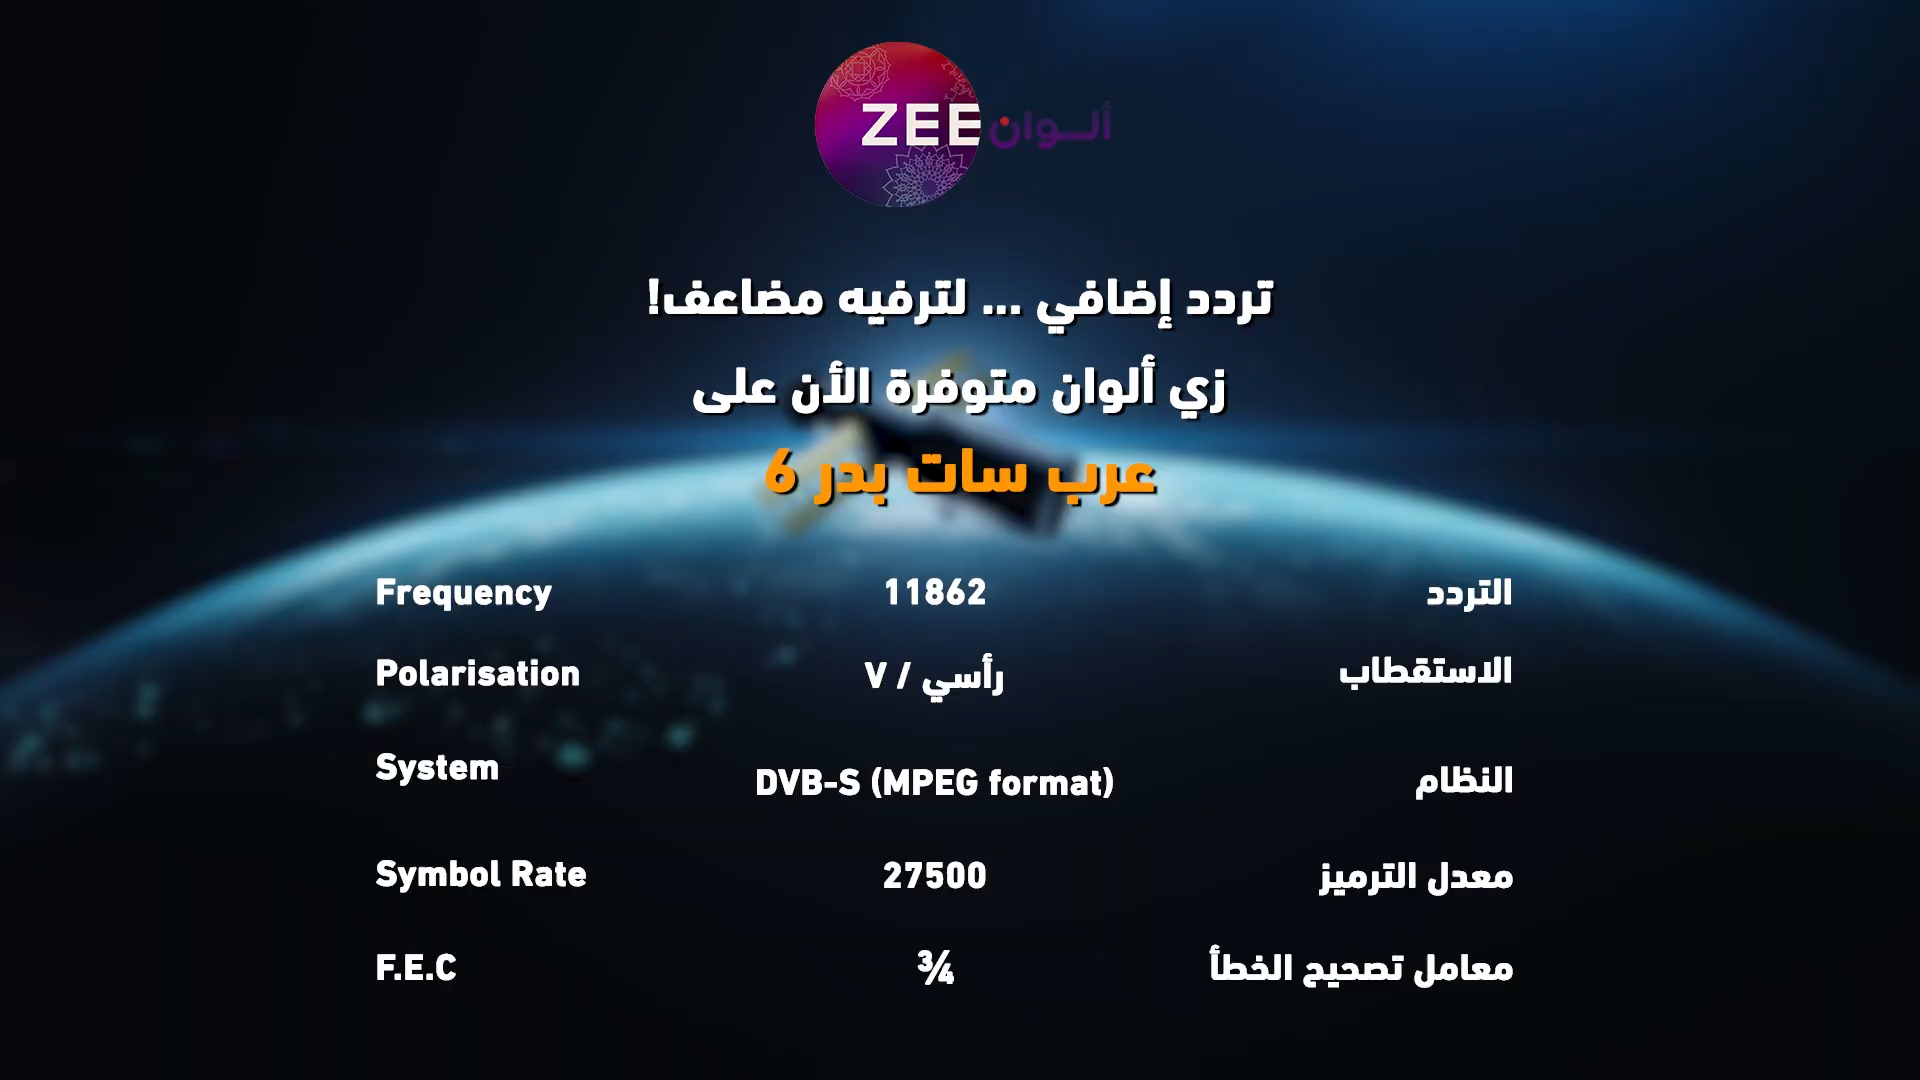 ZEE ألوان
تردد إضافي ... لترفيه مضاعف!
زي ألوان متوفرة الأن على
عرب سات بدر 6
Frequency 11862 التردد
Polarisation رأسي / V الاستقطاب
System DVB-S (MPEG format) النظام
Symbol Rate 27500 معدل الترميز
F.E.C ¾ معامل تصحيح الخطأ